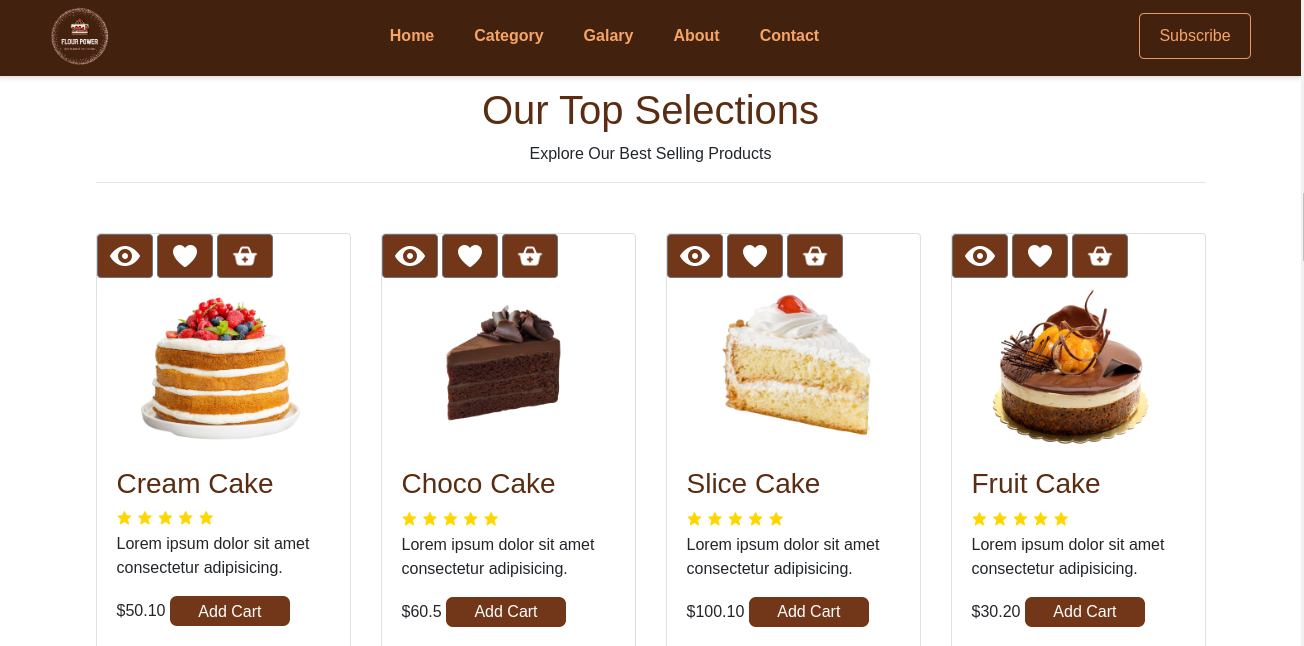 FLOUR POWER
Home Category Galary About Contact
Subscribe
Our Top Selections
Explore Our Best Selling Products
Cream Cake
Lorem ipsum dolor sit amet
consectetur adipisicing.
$50.10 Add Cart
Choco Cake
Lorem ipsum dolor sit amet
consectetur adipisicing.
$60.5 Add Cart
Slice Cake
Lorem ipsum dolor sit amet
consectetur adipisicing.
$100.10 Add Cart
Fruit Cake
Lorem ipsum dolor sit amet
consectetur adipisicing.
$30.20 Add Cart